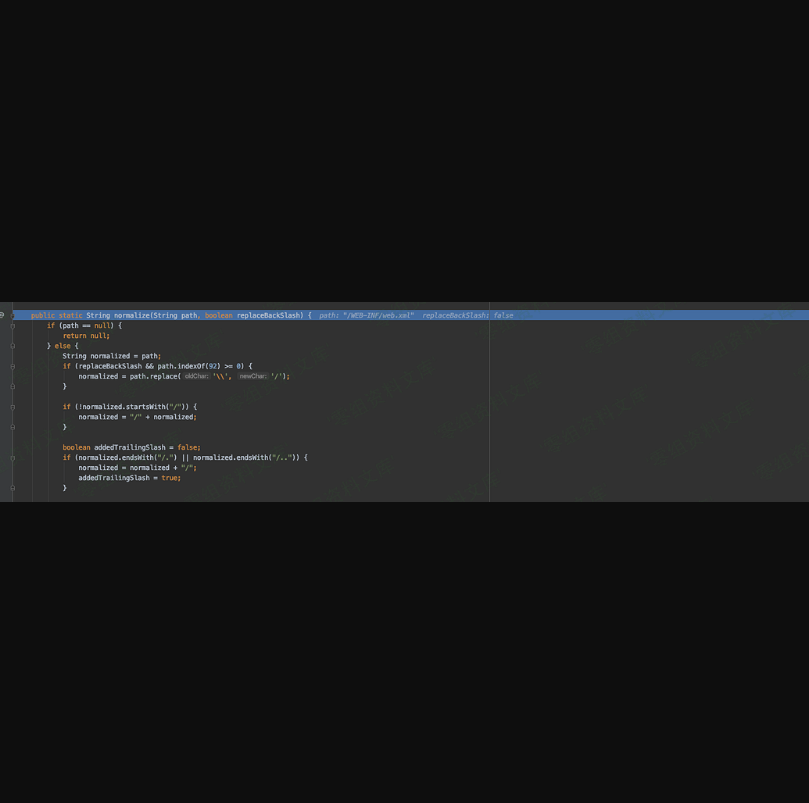 public static String normalize(String path, boolean replaceBackSlash) {  path: "/WEB-INF/web.xml"  replaceBackSlash: false
if (path == null) {
return null;
} else {
String normalized = path;
if (replaceBackSlash && path.indexOf(92) >= 0) {
normalized = path.replace( oldChar: '\\', newChar: '/');
}
if (!normalized.startsWith("/")) {
normalized = "/" + normalized;
}
boolean addedTrailingSlash = false;
if (normalized.endsWith("/.") || normalized.endsWith("/..")) {
normalized = normalized + "/";
addedTrailingSlash = true;
}